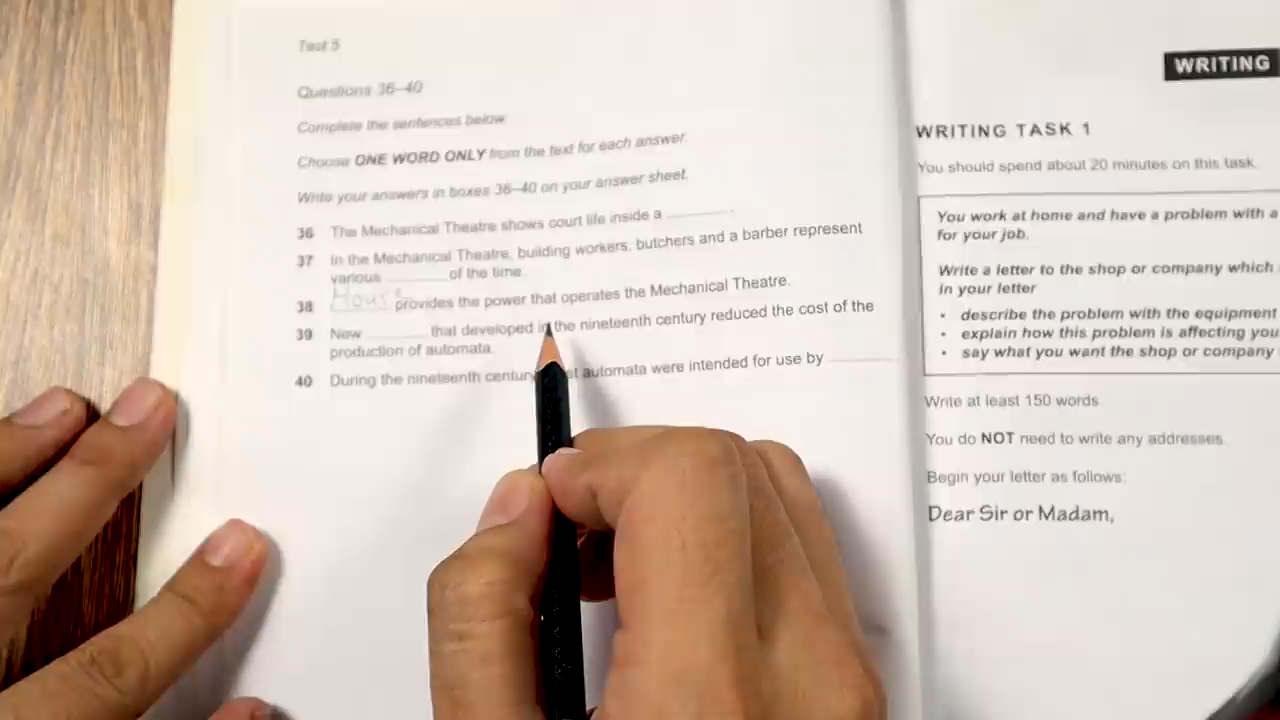 Test 5
Questions 36–40
Complete the sentences below.
Choose ONE WORD ONLY from the text for each answer.
Write your answers in boxes 36–40 on your answer sheet.
36 The Mechanical Theatre shows court life inside a
37 In the Mechanical Theatre, building workers, butchers and a barber represent
various of the time.
38 provides the power that operates the Mechanical Theatre.
39 New that developed in the nineteenth century reduced the cost of the
production of automata.
40 During the nineteenth century automata were intended for use by
WRITING
WRITING TASK 1
You should spend about 20 minutes on this task.
You work at home and have a problem with a
for your job.
Write a letter to the shop or company which
in your letter
• describe the problem with the equipment
• explain how this problem is affecting you
• say what you want the shop or company
Write at least 150 words.
You do NOT need to write any addresses.
Begin your letter as follows:
Dear Sir or Madam,